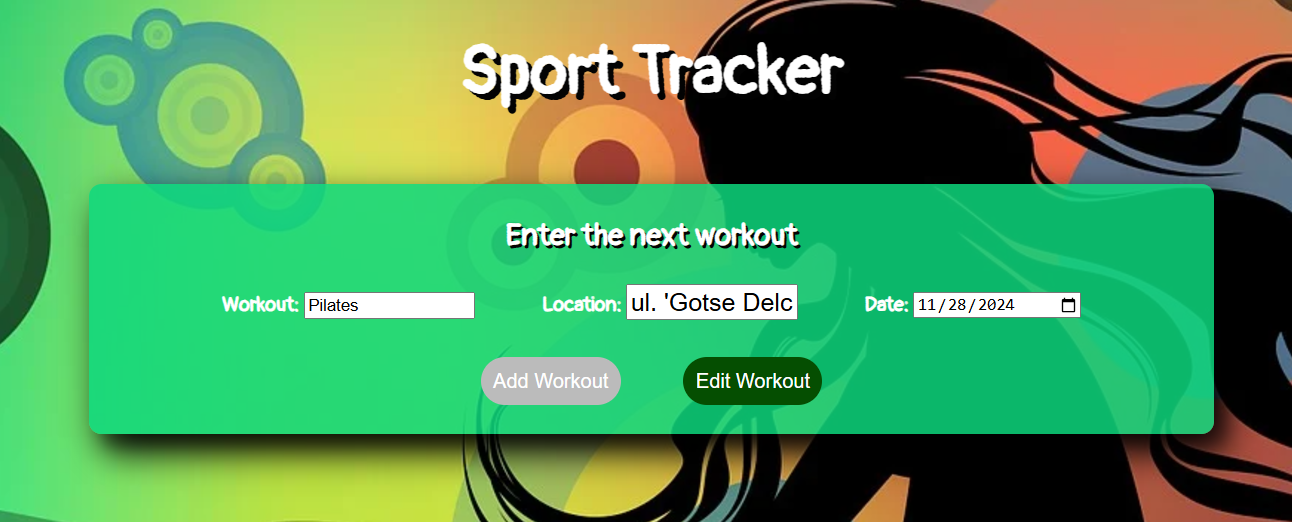 Sport Tracker
Enter the next workout
Workout: Pilates Location: ul. 'Gotse Delc Date: 11/28/2024
Add Workout Edit Workout